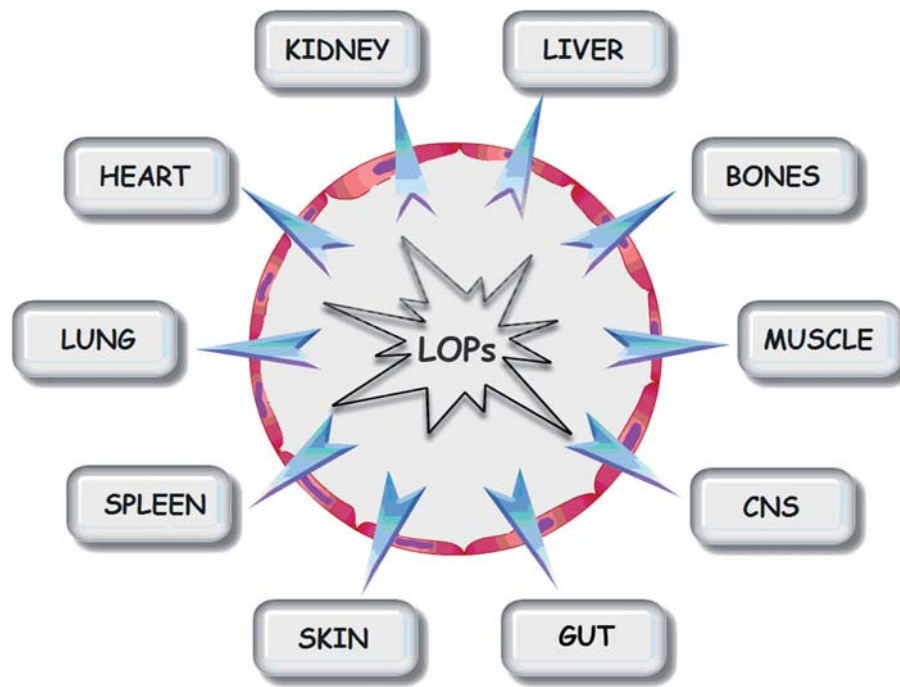 KIDNEY
LIVER
HEART
BONES
LUNG
LOPs
MUSCLE
SPLEEN
CNS
SKIN
GUT